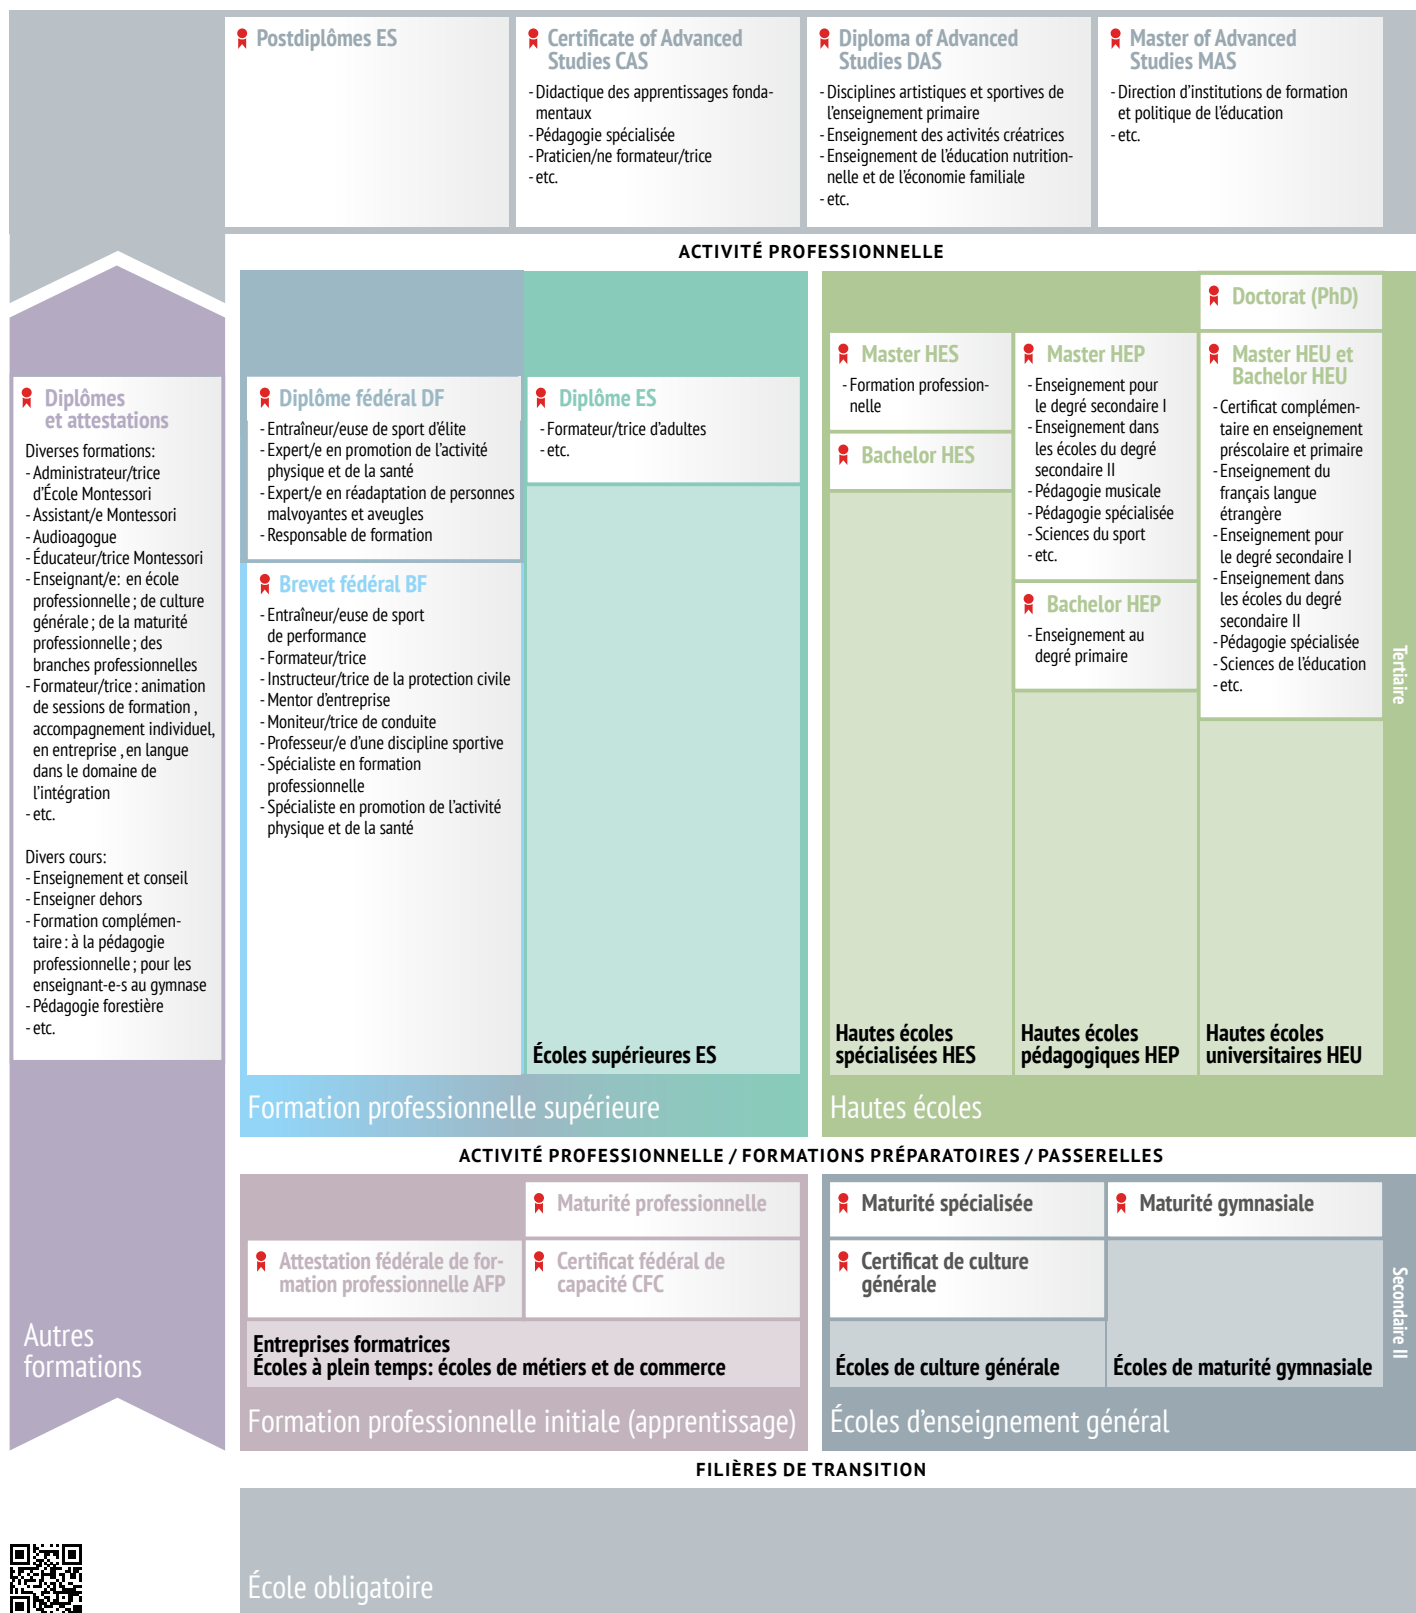 Postdiplômes ES
Certificate of Advanced
Studies CAS
- Didactique des apprentissages fonda-
mentaux
- Pédagogie spécialisée
- Praticien/ne formateur/trice
- etc.
Diploma of Advanced
Studies DAS
- Disciplines artistiques et sportives de
l’enseignement primaire
- Enseignement des activités créatrices
- Enseignement de l’éducation nutrition-
nelle et de l’économie familiale
- etc.
Master of Advanced
Studies MAS
- Direction d’institutions de formation
et politique de l’éducation
- etc.
ACTIVITÉ PROFESSIONNELLE
Diplômes
et attestations
Diverses formations:
- Administrateur/trice
d’École Montessori
- Assistant/e Montessori
- Audioagogue
- Éducateur/trice Montessori
- Enseignant/e: en école
professionnelle ; de culture
générale ; de la maturité
professionnelle ; des
branches professionnelles
- Formateur/trice : animation
de sessions de formation ,
accompagnement individuel,
en entreprise , en langue
dans le domaine de
l’intégration
- etc.
Divers cours:
- Enseignement et conseil
- Enseigner dehors
- Formation complémen-
taire : à la pédagogie
professionnelle ; pour les
enseignant-e-s au gymnase
- Pédagogie forestière
- etc.
Autres
formations
Diplôme fédéral DF
- Entraîneur/euse de sport d’élite
- Expert/e en promotion de l’activité
physique et de la santé
- Expert/e en réadaptation de personnes
malvoyantes et aveugles
- Responsable de formation
Brevet fédéral BF
- Entraîneur/euse de sport
de performance
- Formateur/trice
- Instructeur/trice de la protection civile
- Mentor d’entreprise
- Moniteur/trice de conduite
- Professeur/e d’une discipline sportive
- Spécialiste en formation
professionnelle
- Spécialiste en promotion de l’activité
physique et de la santé
Diplôme ES
- Formateur/trice d’adultes
- etc.
Écoles supérieures ES
Formation professionnelle supérieure
Master HES
- Formation profession-
nelle
Bachelor HES
Hautes écoles
spécialisées HES
Master HEP
- Enseignement pour
le degré secondaire I
- Enseignement dans
les écoles du degré
secondaire II
- Pédagogie musicale
- Pédagogie spécialisée
- Sciences du sport
- etc.
Bachelor HEP
- Enseignement au
degré primaire
Hautes écoles
pédagogiques HEP
Doctorat (PhD)
Master HEU et
Bachelor HEU
- Certificat complémen-
taire en enseignement
préscolaire et primaire
- Enseignement du
français langue
étrangère
- Enseignement pour
le degré secondaire I
- Enseignement dans
les écoles du degré
secondaire II
- Pédagogie spécialisée
- Sciences de l’éducation
- etc.
Hautes écoles
universitaires HEU
Hautes écoles
Tertiaire
ACTIVITÉ PROFESSIONNELLE / FORMATIONS PRÉPARATOIRES / PASSERELLES
Maturité professionnelle
Attestation fédérale de for-
mation professionnelle AFP
Certificat fédéral de
capacité CFC
Entreprises formatrices
Écoles à plein temps: écoles de métiers et de commerce
Formation professionnelle initiale (apprentissage)
Maturité spécialisée
Certificat de culture
générale
Écoles de culture générale
Maturité gymnasiale
Écoles de maturité gymnasiale
Écoles d’enseignement général
Secondaire II
FILIÈRES DE TRANSITION
École obligatoire